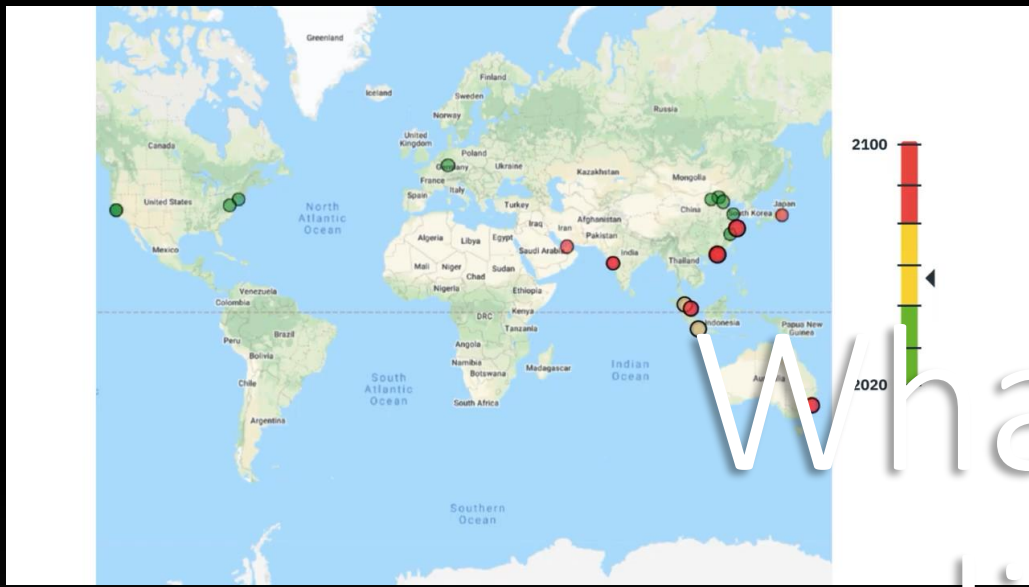 Greenland
Iceland
Finland
Sweden
Norway
Russia
United
Kingdom
Canada
Poland
Germany
Ukraine
France
Kazakhstan
Mongolia
Italy
Spain
United States
Turkey
North
Atlantic
Ocean
China
South Korea
Japan
Afghanistan
Iraq
Iran
Pakistan
Algeria
Libya
Egypt
Saudi Arabia
India
Mexico
Thailand
Mali
Niger
Chad
Sudan
Nigeria
Ethiopia
Venezuela
Colombia
Kenya
DRC
Indonesia
Papua New
Guinea
Tanzania
Brazil
Peru
Angola
Bolivia
Namibia
Botswana
Madagascar
Indian
Ocean
South
Atlantic
Ocean
Chile
South Africa
Argentina
Southern
Ocean
2100
2020
Wha